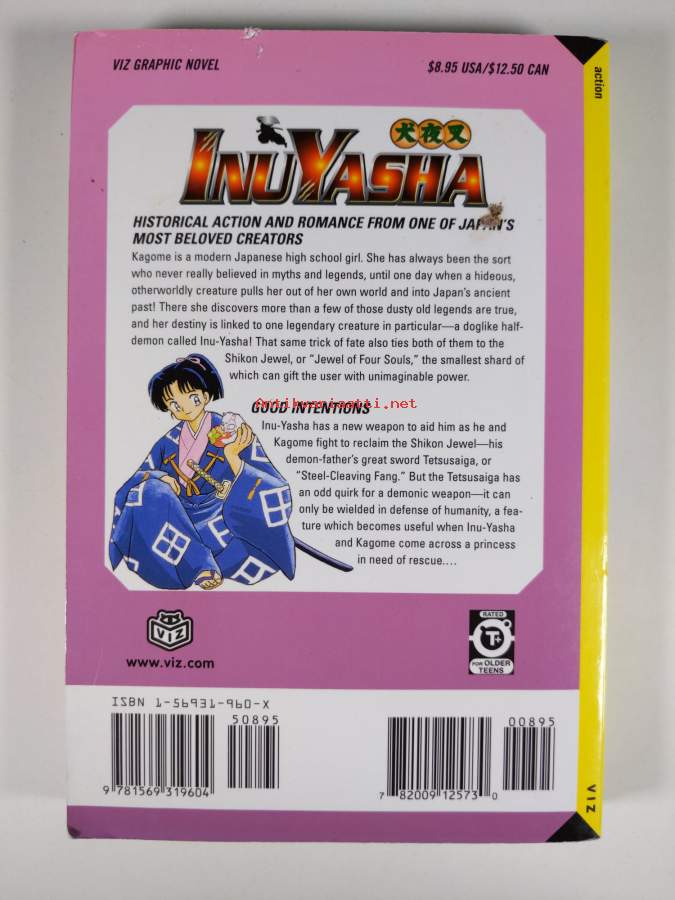 VIZ GRAPHIC NOVEL
$8.95 USA/$12.50 CAN
action
犬夜叉
INUYASHA
HISTORICAL ACTION AND ROMANCE FROM ONE OF JAPAN'S
MOST BELOVED CREATORS
Kagome is a modern Japanese high school girl. She has always been the sort
who never really believed in myths and legends, until one day when a hideous,
otherworldly creature pulls her out of her own world and into Japan's ancient
past! There she discovers more than a few of those dusty old legends are true,
and her destiny is linked to one legendary creature in particular—a doglike half-
demon called Inu-Yasha! That same trick of fate also ties both of them to the
Shikon Jewel, or "Jewel of Four Souls," the smallest shard of
which can gift the user with unimaginable power.
Antikvariaatti.net
GOOD INTENTIONS
Inu-Yasha has a new weapon to aid him as he and
Kagome fight to reclaim the Shikon Jewel—his
demon-father's great sword Tetsusaiga, or
"Steel-Cleaving Fang." But the Tetsusaiga has
an odd quirk for a demonic weapon—it can
only be wielded in defense of humanity, a fea-
ture which becomes useful when Inu-Yasha
and Kagome come across a princess
in need of rescue....
VIZ
www.viz.com
RATED
T+
FOR OLDER
TEENS
ISBN 1-56931-960-X
50895
9 781569 319604
00895
7 82009 12573 0
VIZ